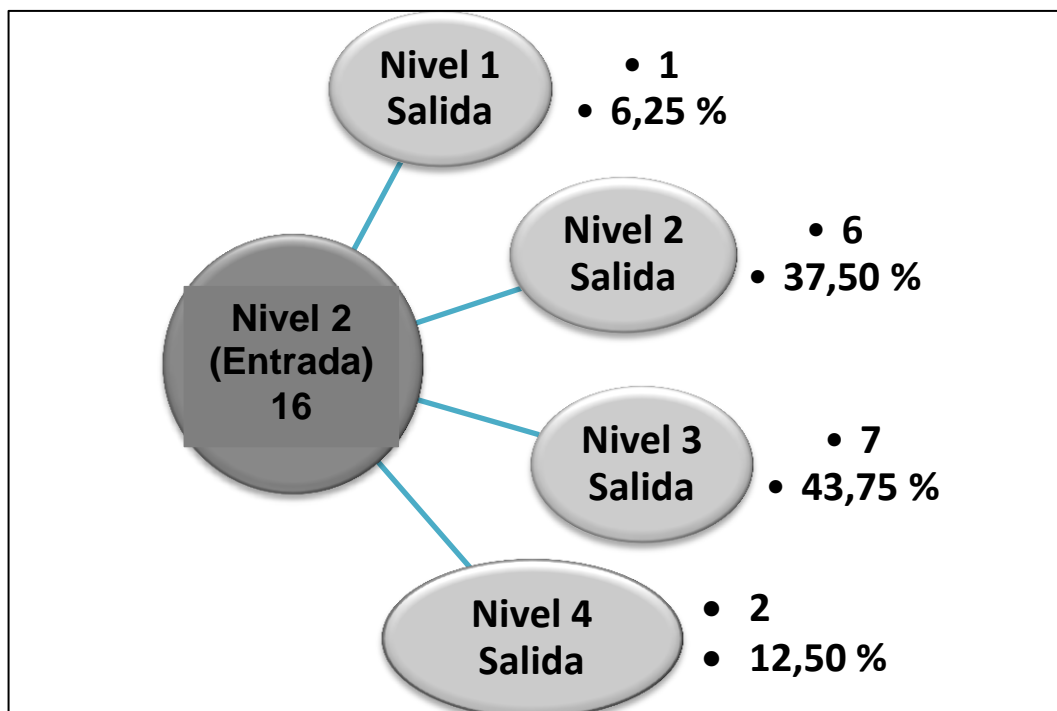 Nivel 1
Salida
• 1
• 6,25 %
Nivel 2
Salida
• 6
• 37,50 %
Nivel 2
(Entrada)
16
Nivel 3
Salida
• 7
• 43,75 %
Nivel 4
Salida
• 2
• 12,50 %